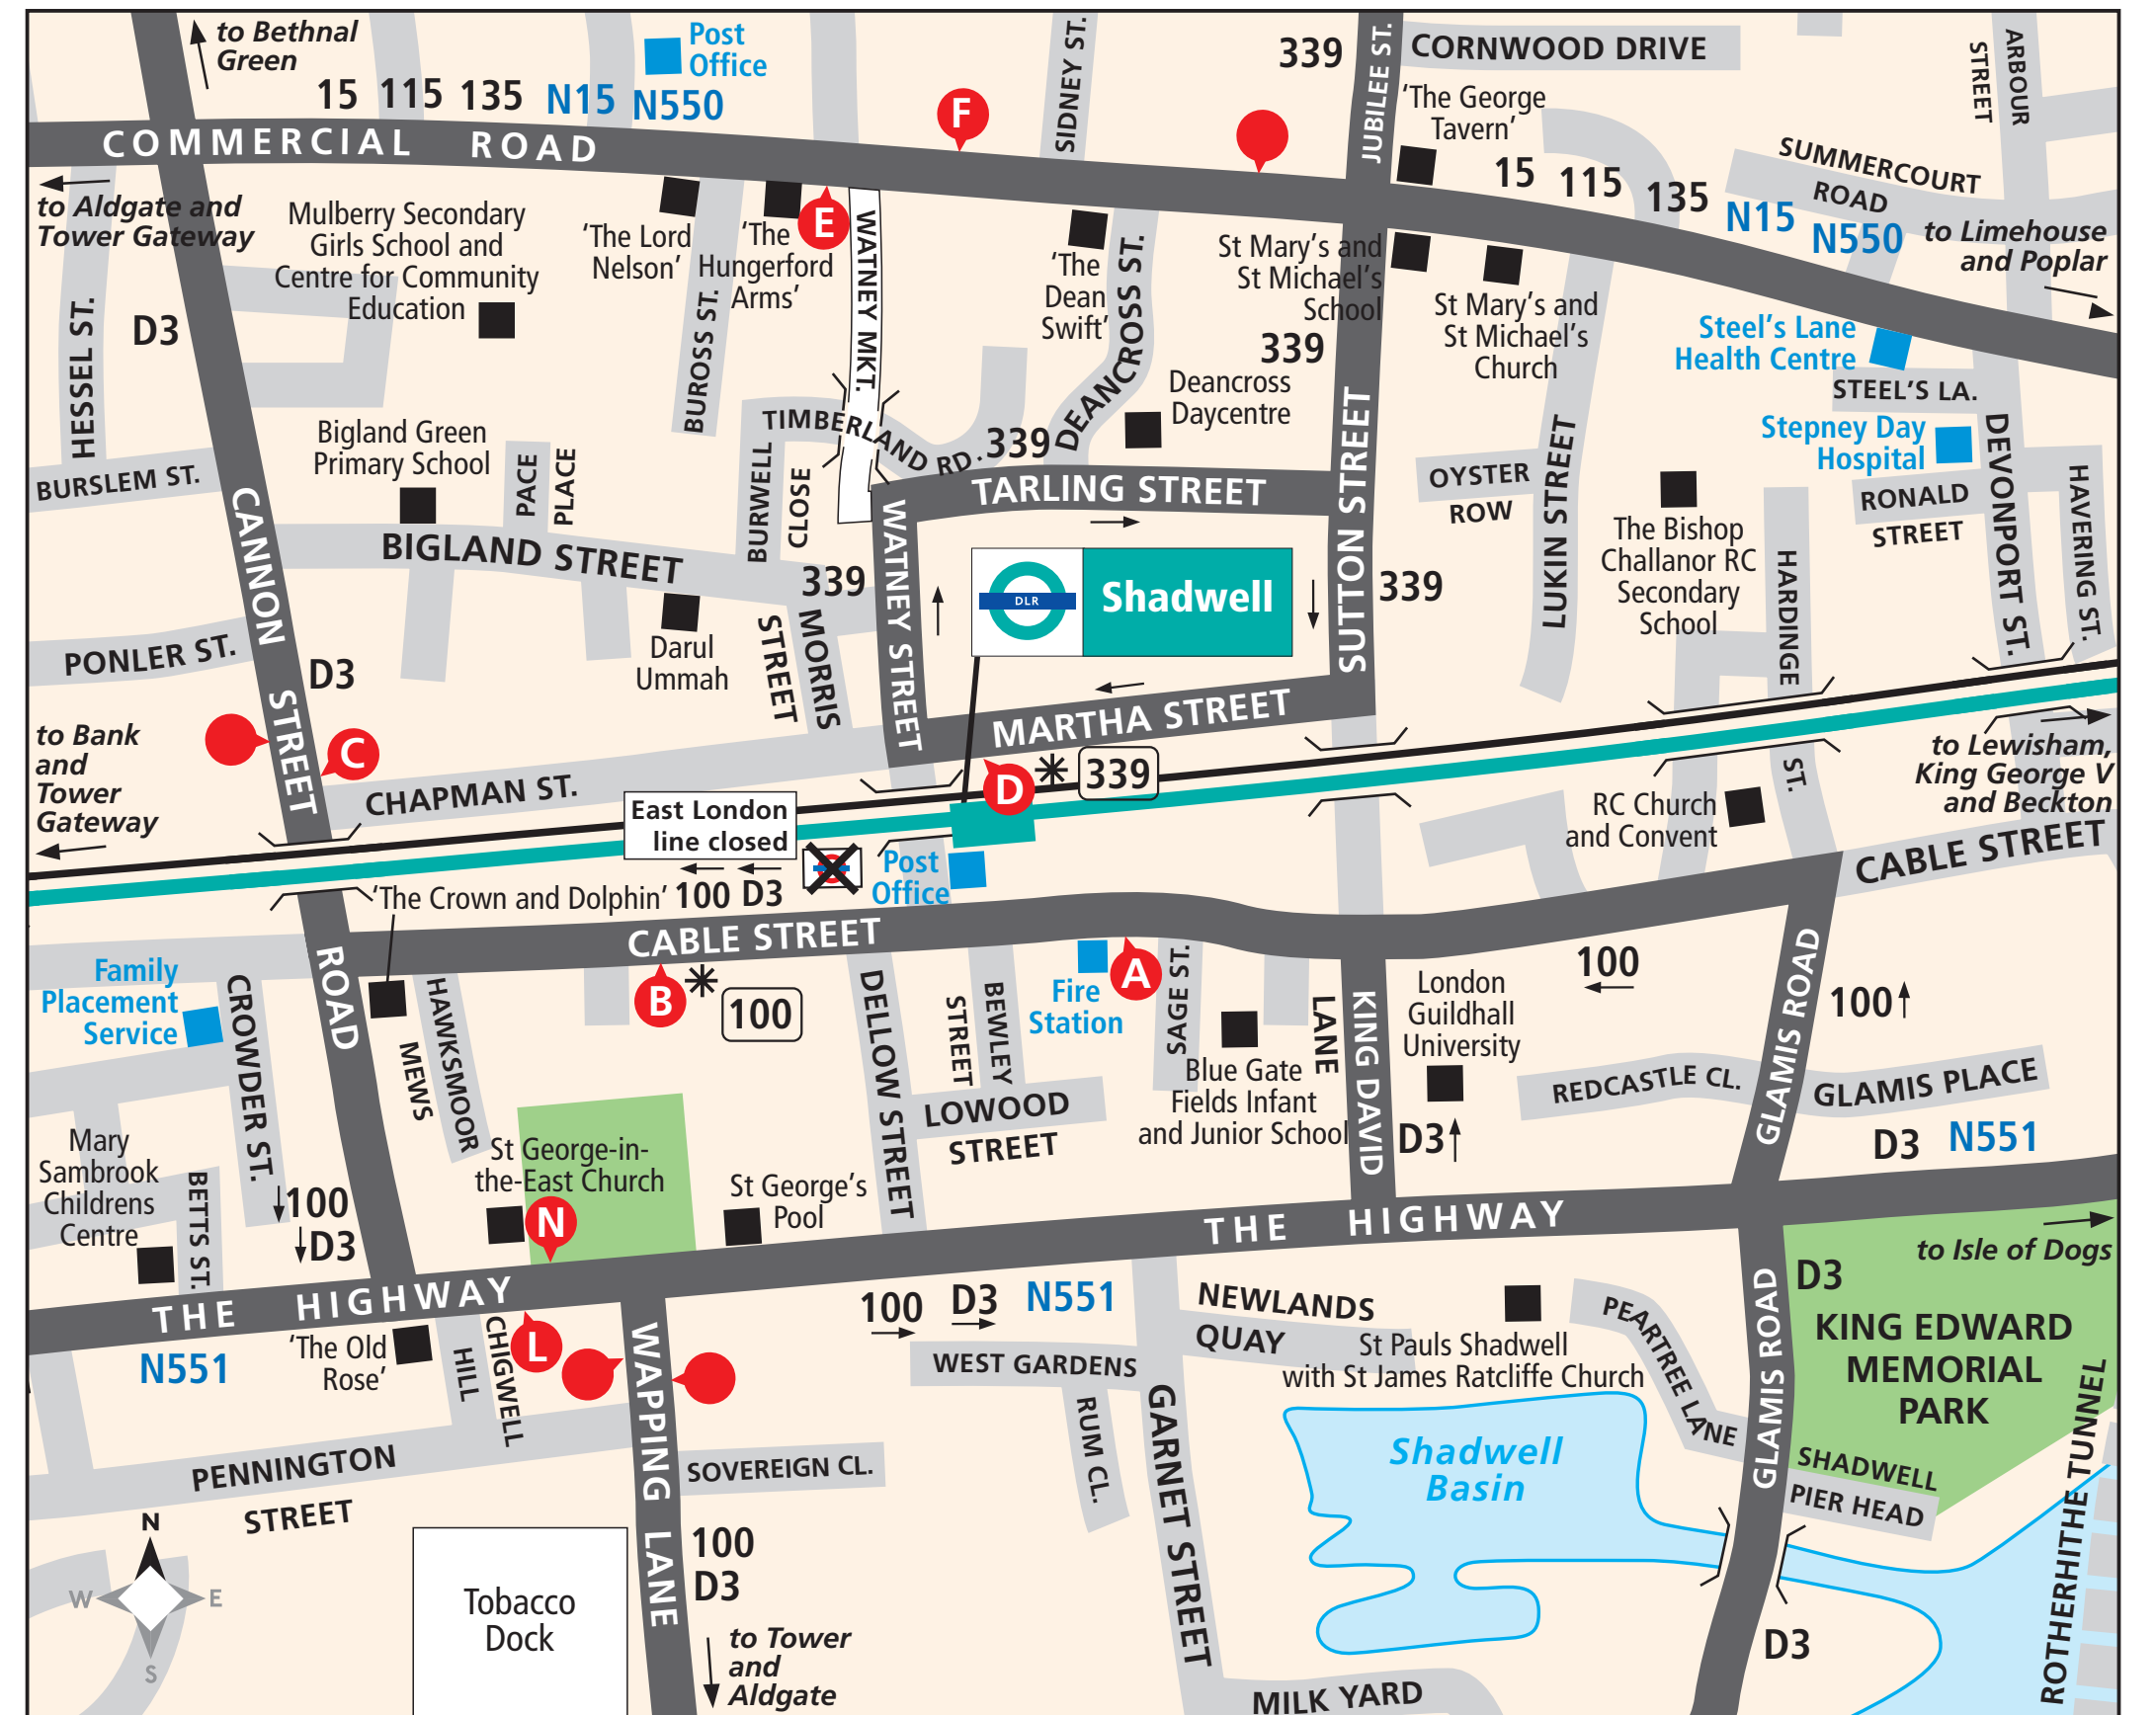 to Bethnal
Green
15 115 135 N15 N550
Post
Office
SIDNEY ST.
339
JUBILEE ST.
CORNWOOD DRIVE
ARBOUR
STREET
COMMERCIAL ROAD
F
'The George
Tavern'
15 115 135 N15 N550
SUMMERCOURT
ROAD
to Aldgate and
Tower Gateway
to Limehouse
and Poplar
Mulberry Secondary
Girls School and
Centre for Community
Education
'The Lord
Nelson'
'The
Hungerford
Arms'
E
WATNEY MKT.
'The
Dean
Swift'
DEANCROSS ST.
St Mary's and
St Michael's
School
St Mary's and
St Michael's
Church
HESSEL ST.
D3
BUROSS ST.
339
Deancross
Daycentre
Steel's Lane
Health Centre
STEEL'S LA.
Stepney Day
Hospital
Bigland Green
Primary School
TIMBERLAND RD.
339
BURSLEM ST.
PACE
PLACE
BURWELL
CLOSE
TARLING STREET
OYSTER
ROW
LUKIN STREET
RONALD
STREET
DEVONPORT ST.
HAVERING ST.
CANNON STREET ROAD
BIGLAND STREET
339
WATNEY STREET
DLR
Shadwell
SUTTON STREET
339
The Bishop
Challanor RC
Secondary
School
HARDINGE
ST.
PONLER ST.
D3
Darul
Ummah
MORRIS
STREET
MARTHA STREET
to Bank
and
Tower
Gateway
C
CHAPMAN ST.
D
339
to Lewisham,
King George V
and Beckton
East London
line closed
RC Church
and Convent
CABLE STREET
'The Crown and Dolphin'
100 D3
Post
Office
CABLE STREET
Family
Placement
Service
CROWDER ST.
HAWKSMOOR
MEWS
B
100
DELLOW STREET
BEWLEY
STREET
Fire
Station
A
SAGE ST.
KING DAVID
LANE
London
Guildhall
University
100
GLAMIS ROAD
100
Blue Gate
Fields Infant
and Junior School
LOWOOD
STREET
D3
REDCASTLE CL.
GLAMIS PLACE
D3 N551
Mary
Sambrook
Childrens
Centre
BETTS ST.
100
D3
St George-in-
the-East Church
N
St George's
Pool
THE HIGHWAY
to Isle of Dogs
THE HIGHWAY
N551
'The Old
Rose'
CHIGWELL
HILL
L
WAPPING LANE
100 D3 N551
NEWLANDS
QUAY
WEST GARDENS
RUM CL.
GARNET STREET
St Pauls Shadwell
with St James Ratcliffe Church
PEARTREE LANE
GLAMIS ROAD
D3
KING EDWARD
MEMORIAL
PARK
PENNINGTON
STREET
SOVEREIGN CL.
Shadwell
Basin
SHADWELL
PIER HEAD
ROTHERHITHE TUNNEL
N
W
E
S
Tobacco
Dock
100
D3
to Tower
and
Aldgate
MILK YARD
D3